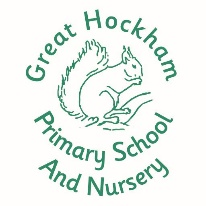 Great Hockham
Primary School
And Nursery